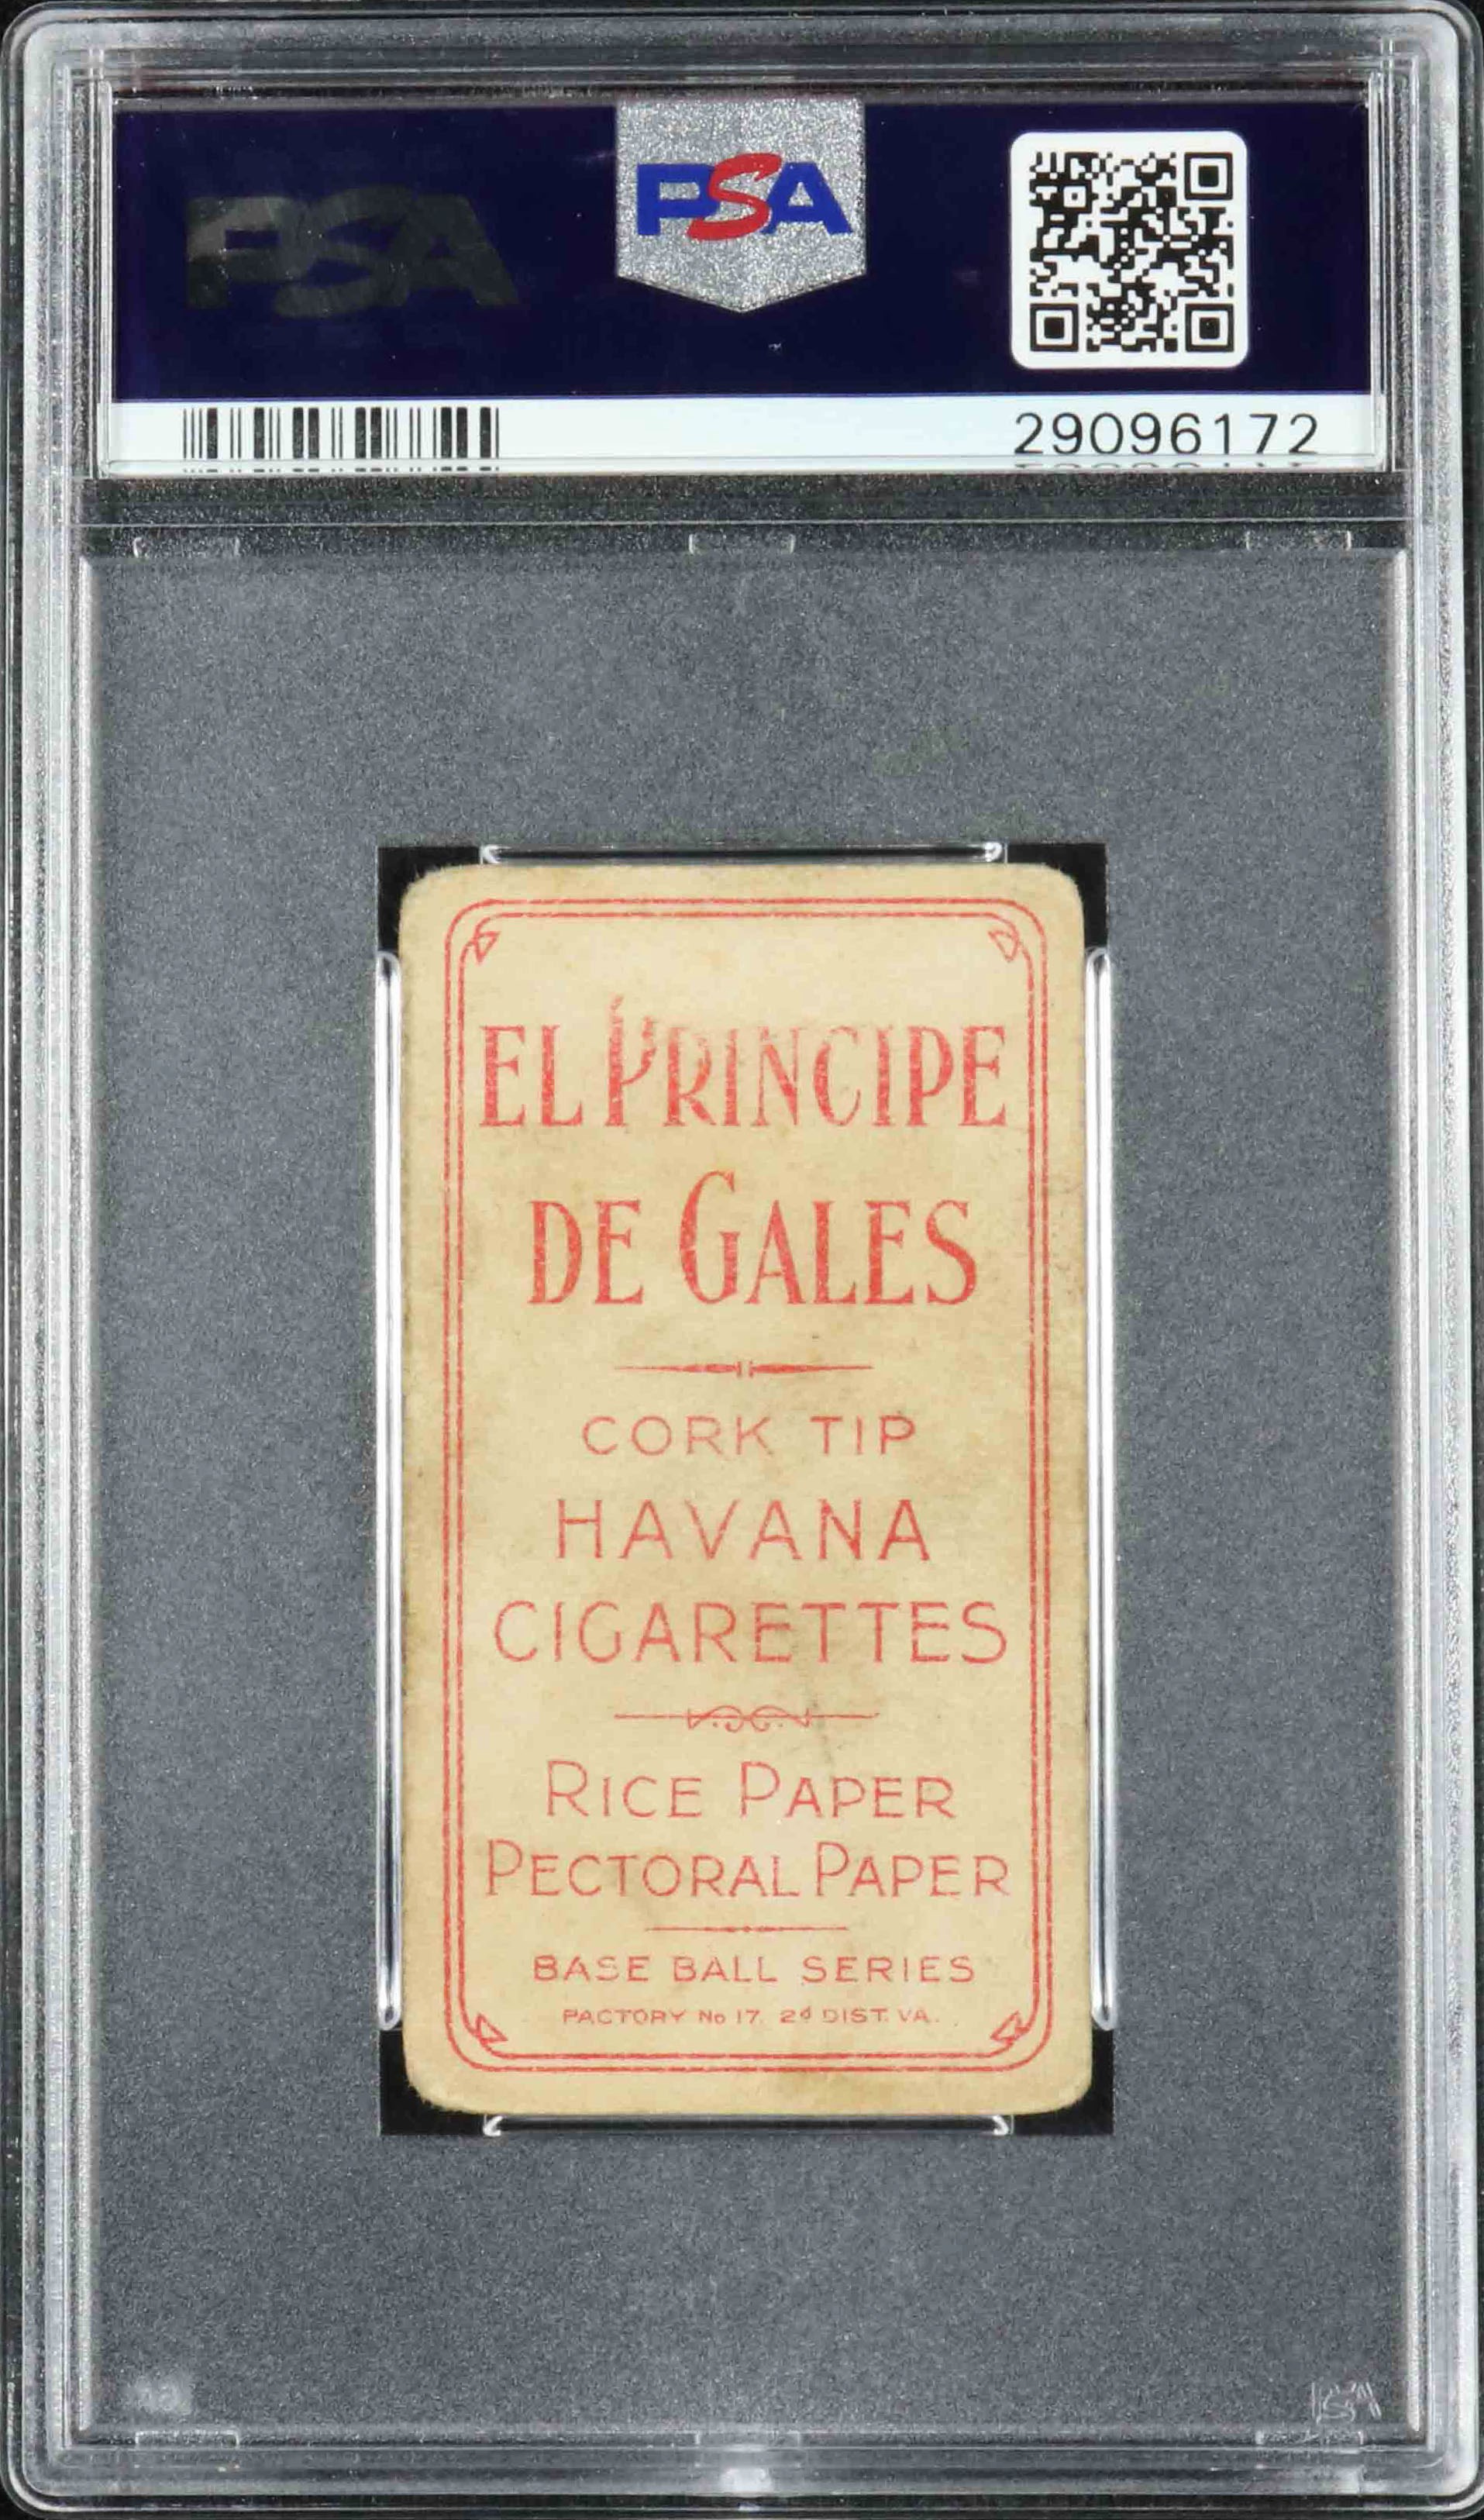 PSA
PSA
29096172
EL PRINCIPE
DE GALES
CORK TIP
HAVANA
CIGARETTES
RICE PAPER
PECTORAL PAPER
BASE BALL SERIES
FACTORY No 17. 2d DIST. VA.
PSA